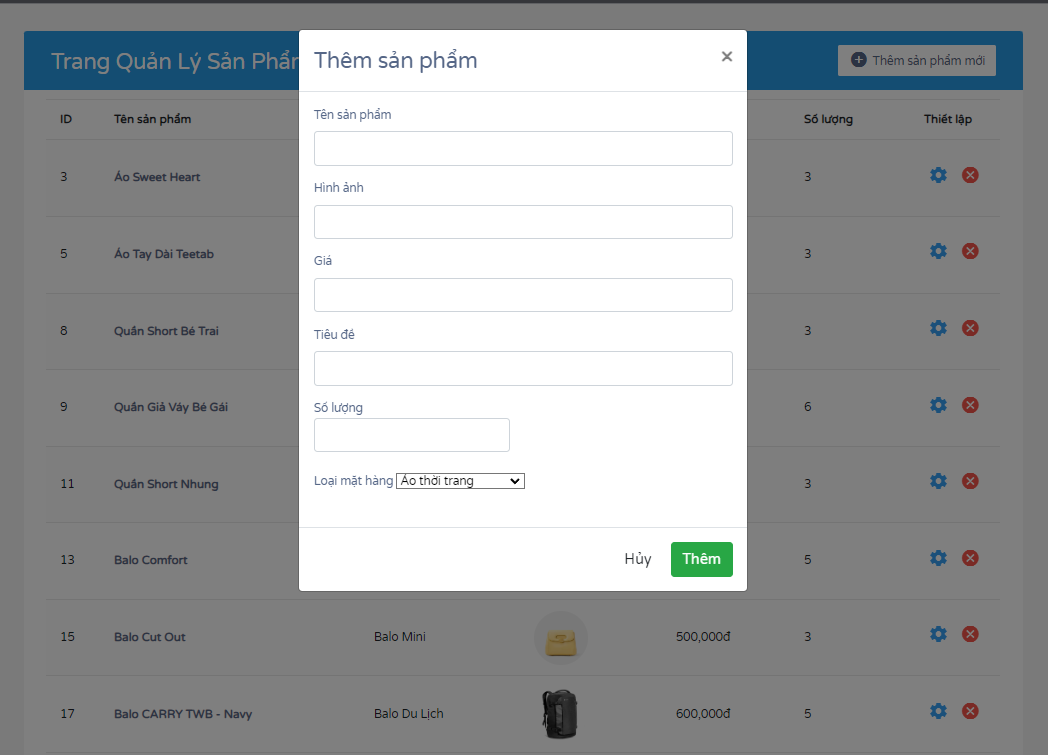 Trang Quản Lý Sản Phẩm
Thêm sản phẩm
×
Thêm sản phẩm mới
Tên sản phẩm
Hình ảnh
Giá
Tiêu đề
Số lượng
Loại mặt hàng Áo thời trang
Hủy Thêm
ID Tên sản phẩm Số lượng Thiết lập
3 Áo Sweet Heart 3
5 Áo Tay Dài Teetab 3
8 Quần Short Bé Trai 3
9 Quần Giả Váy Bé Gái 6
11 Quần Short Nhung 3
13 Balo Comfort 5
15 Balo Cut Out Balo Mini 500,000đ 3
17 Balo CARRY TWB - Navy Balo Du Lịch 600,000đ 5